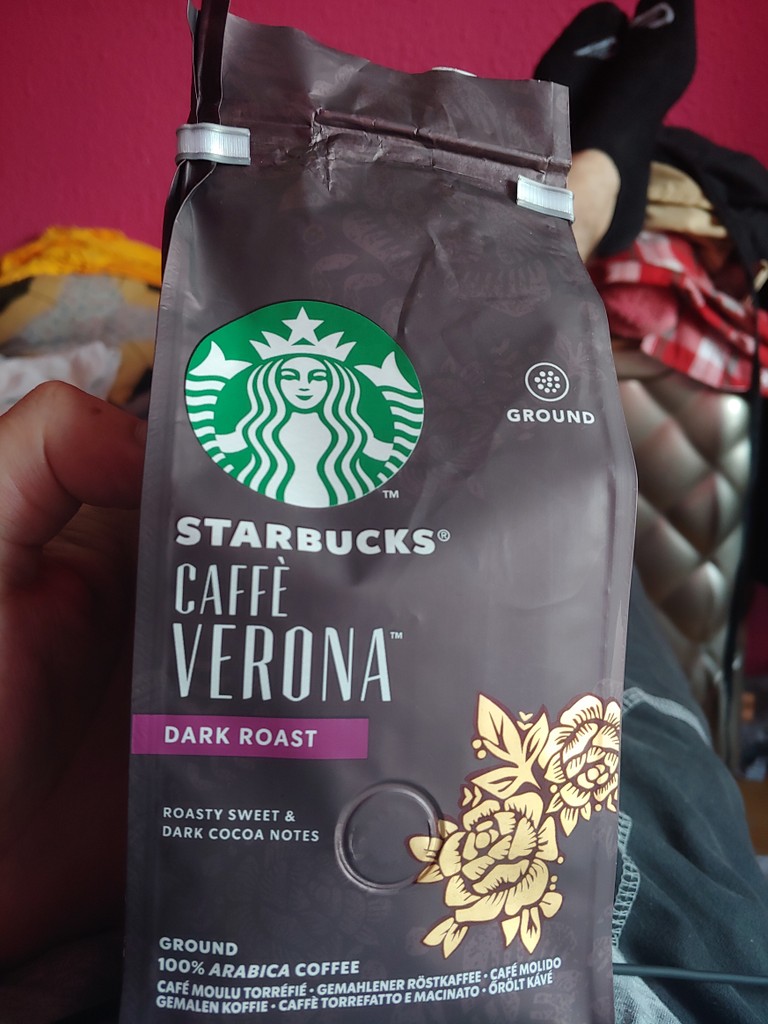 GROUND
™
STARBUCKS®
CAFFÈ
VERONA™
DARK ROAST
ROASTY SWEET &
DARK COCOA NOTES
GROUND
100% ARABICA COFFEE
CAFÉ MOULU TORRÉFIÉ · GEMAHLENER RÖSTKAFFEE · CAFÉ MOLIDO
GEMALEN KOFFIE · CAFFÈ TORREFATTO E MACINATO · ŐRÖLT KÁVÉ